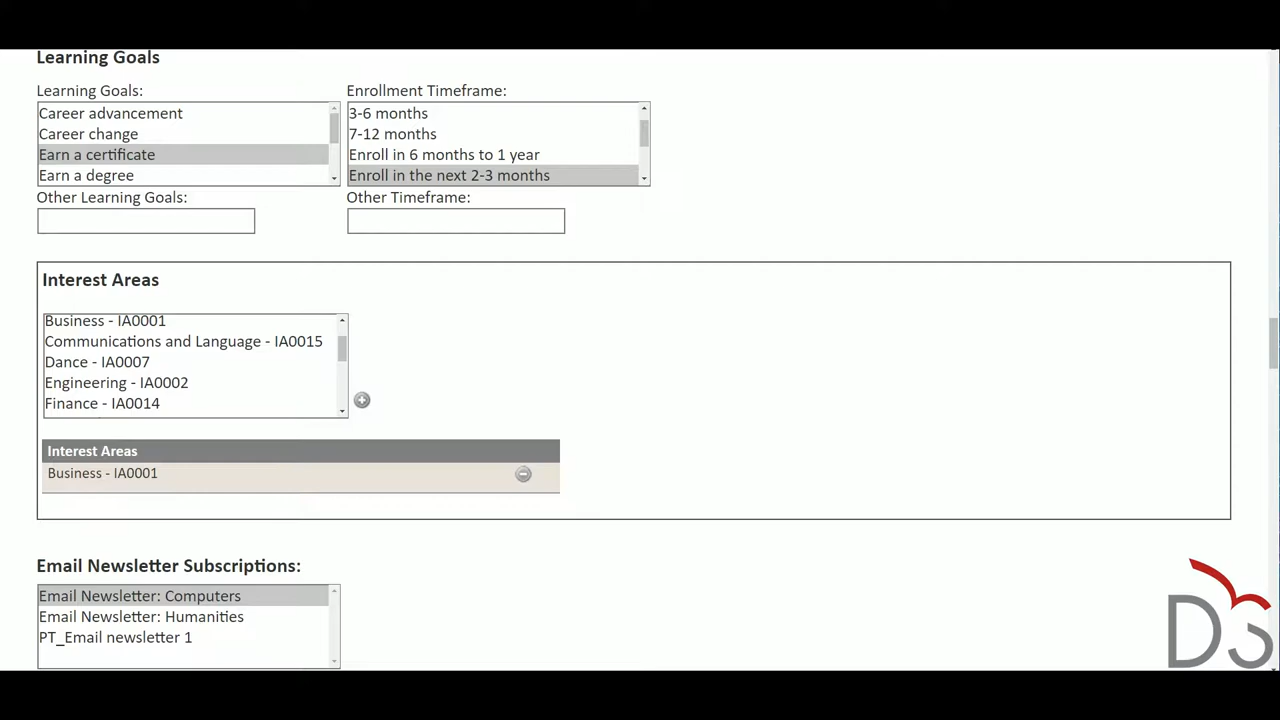 Learning Goals
Learning Goals:
Career advancement
Career change
Earn a certificate
Earn a degree
Enrollment Timeframe:
3-6 months
7-12 months
Enroll in 6 months to 1 year
Enroll in the next 2-3 months
Other Learning Goals:
Other Timeframe:
Interest Areas
Business - IA0001
Communications and Language - IA0015
Dance - IA0007
Engineering - IA0002
Finance - IA0014
Interest Areas
Business - IA0001
Email Newsletter Subscriptions:
Email Newsletter: Computers
Email Newsletter: Humanities
PT_Email newsletter 1
D3